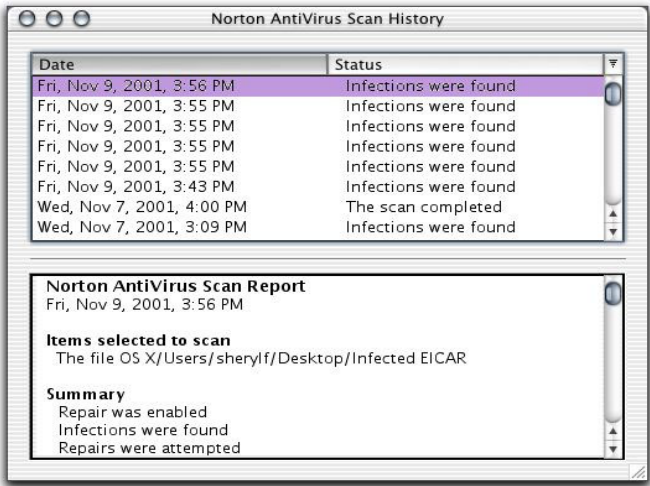 Norton AntiVirus Scan History
Date Status
Fri, Nov 9, 2001, 3:56 PM Infections were found
Fri, Nov 9, 2001, 3:55 PM Infections were found
Fri, Nov 9, 2001, 3:55 PM Infections were found
Fri, Nov 9, 2001, 3:55 PM Infections were found
Fri, Nov 9, 2001, 3:55 PM Infections were found
Fri, Nov 9, 2001, 3:43 PM Infections were found
Wed, Nov 7, 2001, 4:00 PM The scan completed
Wed, Nov 7, 2001, 3:09 PM Infections were found
Norton AntiVirus Scan Report
Fri, Nov 9, 2001, 3:56 PM
Items selected to scan
The file OS X/Users/sherylf/Desktop/Infected EICAR
Summary
Repair was enabled
Infections were found
Repairs were attempted